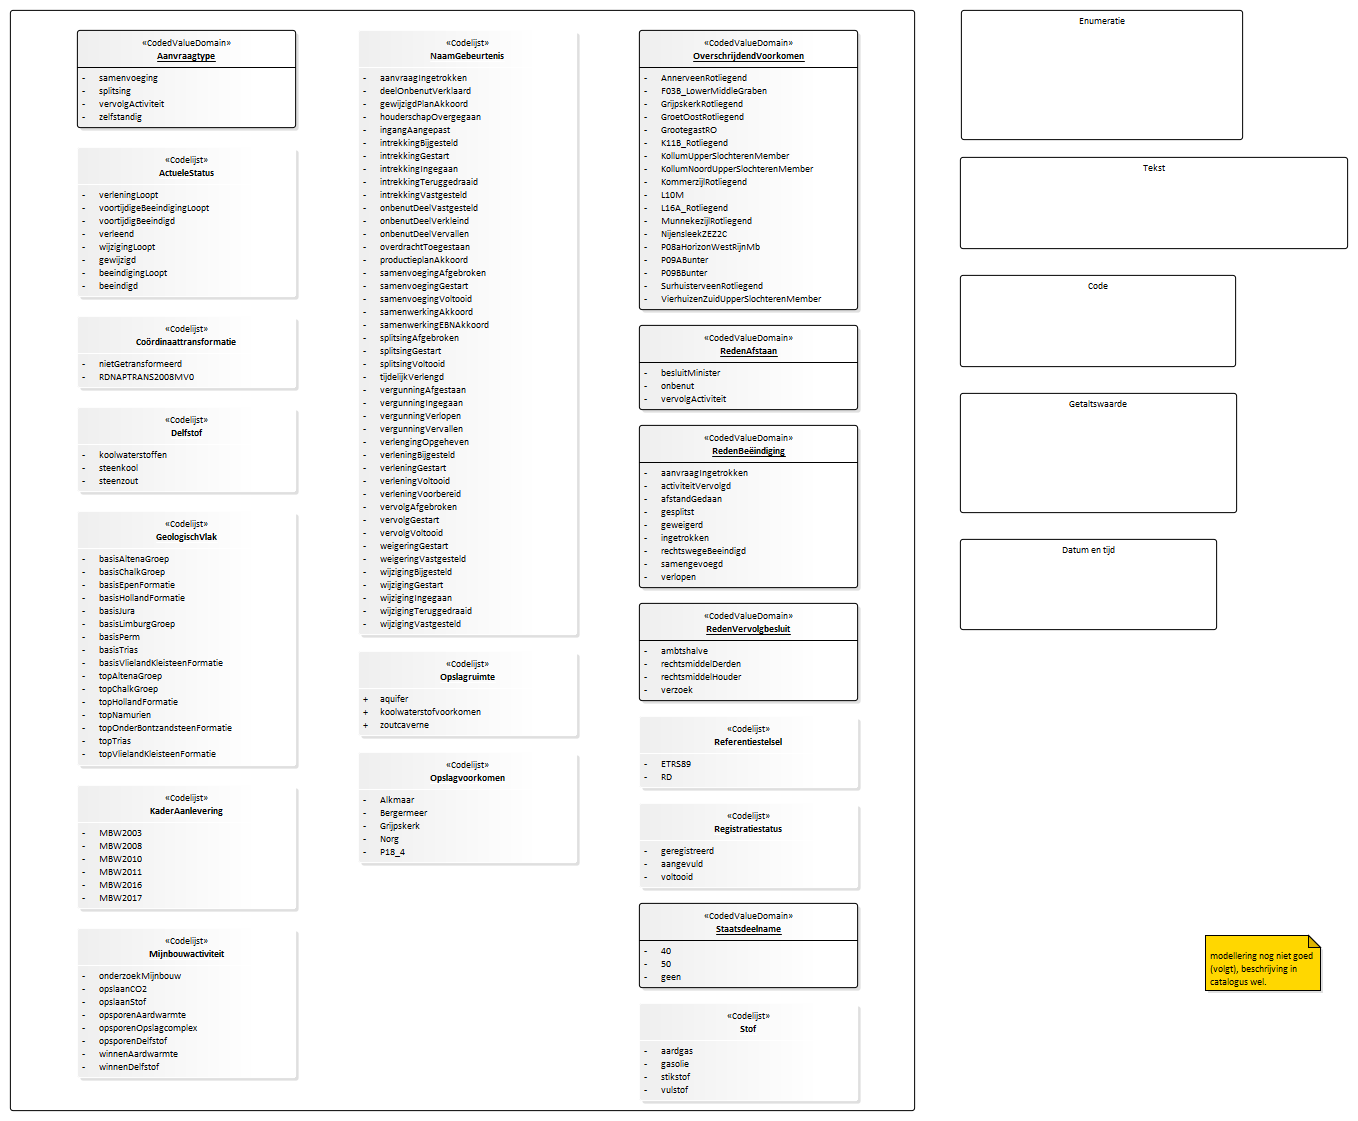 «CodedValueDomain»
Aanvraagtype
- samenvoeging
- splitsing
- vervolgActiviteit
- zelfstandig
«Codelijst»
ActueleStatus
- verleningLoopt
- voortijdigeBeeindigingLoopt
- voortijdigBeeindigd
- verleend
- wijzigingLoopt
- gewijzigd
- beeindigingLoopt
- beeindigd
«Codelijst»
Coördinaattransformatie
- nietGetransformeerd
- RDNAPTRANS2008MV0
«Codelijst»
Delfstof
- koolwaterstoffen
- steenkool
- steenzout
«Codelijst»
GeologischVlak
- basisAltenaGroep
- basisChalkGroep
- basisEpenFormatie
- basisHollandFormatie
- basisJura
- basisLimburgGroep
- basisPerm
- basisTrias
- basisVlielandKleisteenFormatie
- topAltenaGroep
- topChalkGroep
- topHollandFormatie
- topNamurien
- topOnderBontzandsteenFormatie
- topTrias
- topVlielandKleisteenFormatie
«Codelijst»
KaderAanlevering
- MBW2003
- MBW2008
- MBW2010
- MBW2011
- MBW2016
- MBW2017
«Codelijst»
Mijnbouwactiviteit
- onderzoekMijnbouw
- opslaanCO2
- opslaanStof
- opsporenAardwarmte
- opsporenOpslagcomplex
- opsporenDelfstof
- winnenAardwarmte
- winnenDelfstof
«Codelijst»
NaamGebeurtenis
- aanvraagIngetrokken
- deelOnbenutVerklaard
- gewijzigdPlanAkkoord
- houderschapOvergegaan
- ingangAangepast
- intrekkingBijgesteld
- intrekkingGestart
- intrekkingIngegaan
- intrekkingTeruggedraaid
- intrekkingVastgesteld
- onbenutDeelVastgesteld
- onbenutDeelVerkleind
- onbenutDeelVervallen
- overdrachtToegestaan
- productieplanAkkoord
- samenvoegingAfgebroken
- samenvoegingGestart
- samenvoegingVoltooid
- samenwerkingAkkoord
- samenwerkingEBNAkkoord
- splitsingAfgebroken
- splitsingGestart
- splitsingVoltooid
- tijdelijkVerlengd
- vergunningAfgestaan
- vergunningIngegaan
- vergunningVerlopen
- vergunningVervallen
- verlengingOpgeheven
- verleningBijgesteld
- verleningGestart
- verleningVoltooid
- verleningVoorbereid
- vervolgAfgebroken
- vervolgGestart
- vervolgVoltooid
- weigeringGestart
- weigeringVastgesteld
- wijzigingBijgesteld
- wijzigingGestart
- wijzigingIngegaan
- wijzigingTeruggedraaid
- wijzigingVastgesteld
«Codelijst»
Opslagruimte
+ aquifer
+ koolwaterstofvoorkomen
+ zoutcaverne
«Codelijst»
Opslagvoorkomen
- Alkmaar
- Bergermeer
- Grijpskerk
- Norg
- P18_4
«CodedValueDomain»
OverschrijdendVoorkomen
- AnnerveenRotliegend
- F03B_LowerMiddleGraben
- GrijpskerkRotliegend
- GroetOostRotliegend
- GrootegastRO
- K11B_Rotliegend
- KollumUpperSlochterenMember
- KollumNoordUpperSlochterenMember
- KommerzijlRotliegend
- L10M
- L16A_Rotliegend
- MunnekezijlRotliegend
- NijensleekZEZ2C
- P08aHorizonWestRijnMb
- P09ABunter
- P09BBunter
- SurhuisterveenRotliegend
- VierhuizenZuidUpperSlochterenMember
«CodedValueDomain»
RedenAfstaan
- besluitMinister
- onbenut
- vervolgActiviteit
«CodedValueDomain»
RedenBeëindiging
- aanvraagIngetrokken
- activiteitVervolgd
- afstandGedaan
- gesplitst
- geweigerd
- ingetrokken
- rechtswegeBeeindigd
- samengevoegd
- verlopen
«CodedValueDomain»
RedenVervolgbesluit
- ambtshalve
- rechtsmiddelDerden
- rechtsmiddelHouder
- verzoek
«Codelijst»
Referentiestelsel
- ETRS89
- RD
«Codelijst»
Registratiestatus
- geregistreerd
- aangevuld
- voltooid
«CodedValueDomain»
Staatsdeelname
- 40
- 50
- geen
«Codelijst»
Stof
- aardgas
- gasolie
- stikstof
- vulstof
Enumeratie
Tekst
Code
Getaltswaarde
Datum en tijd
modellering nog niet goed
(volgt), beschrijving in
catalogus wel.